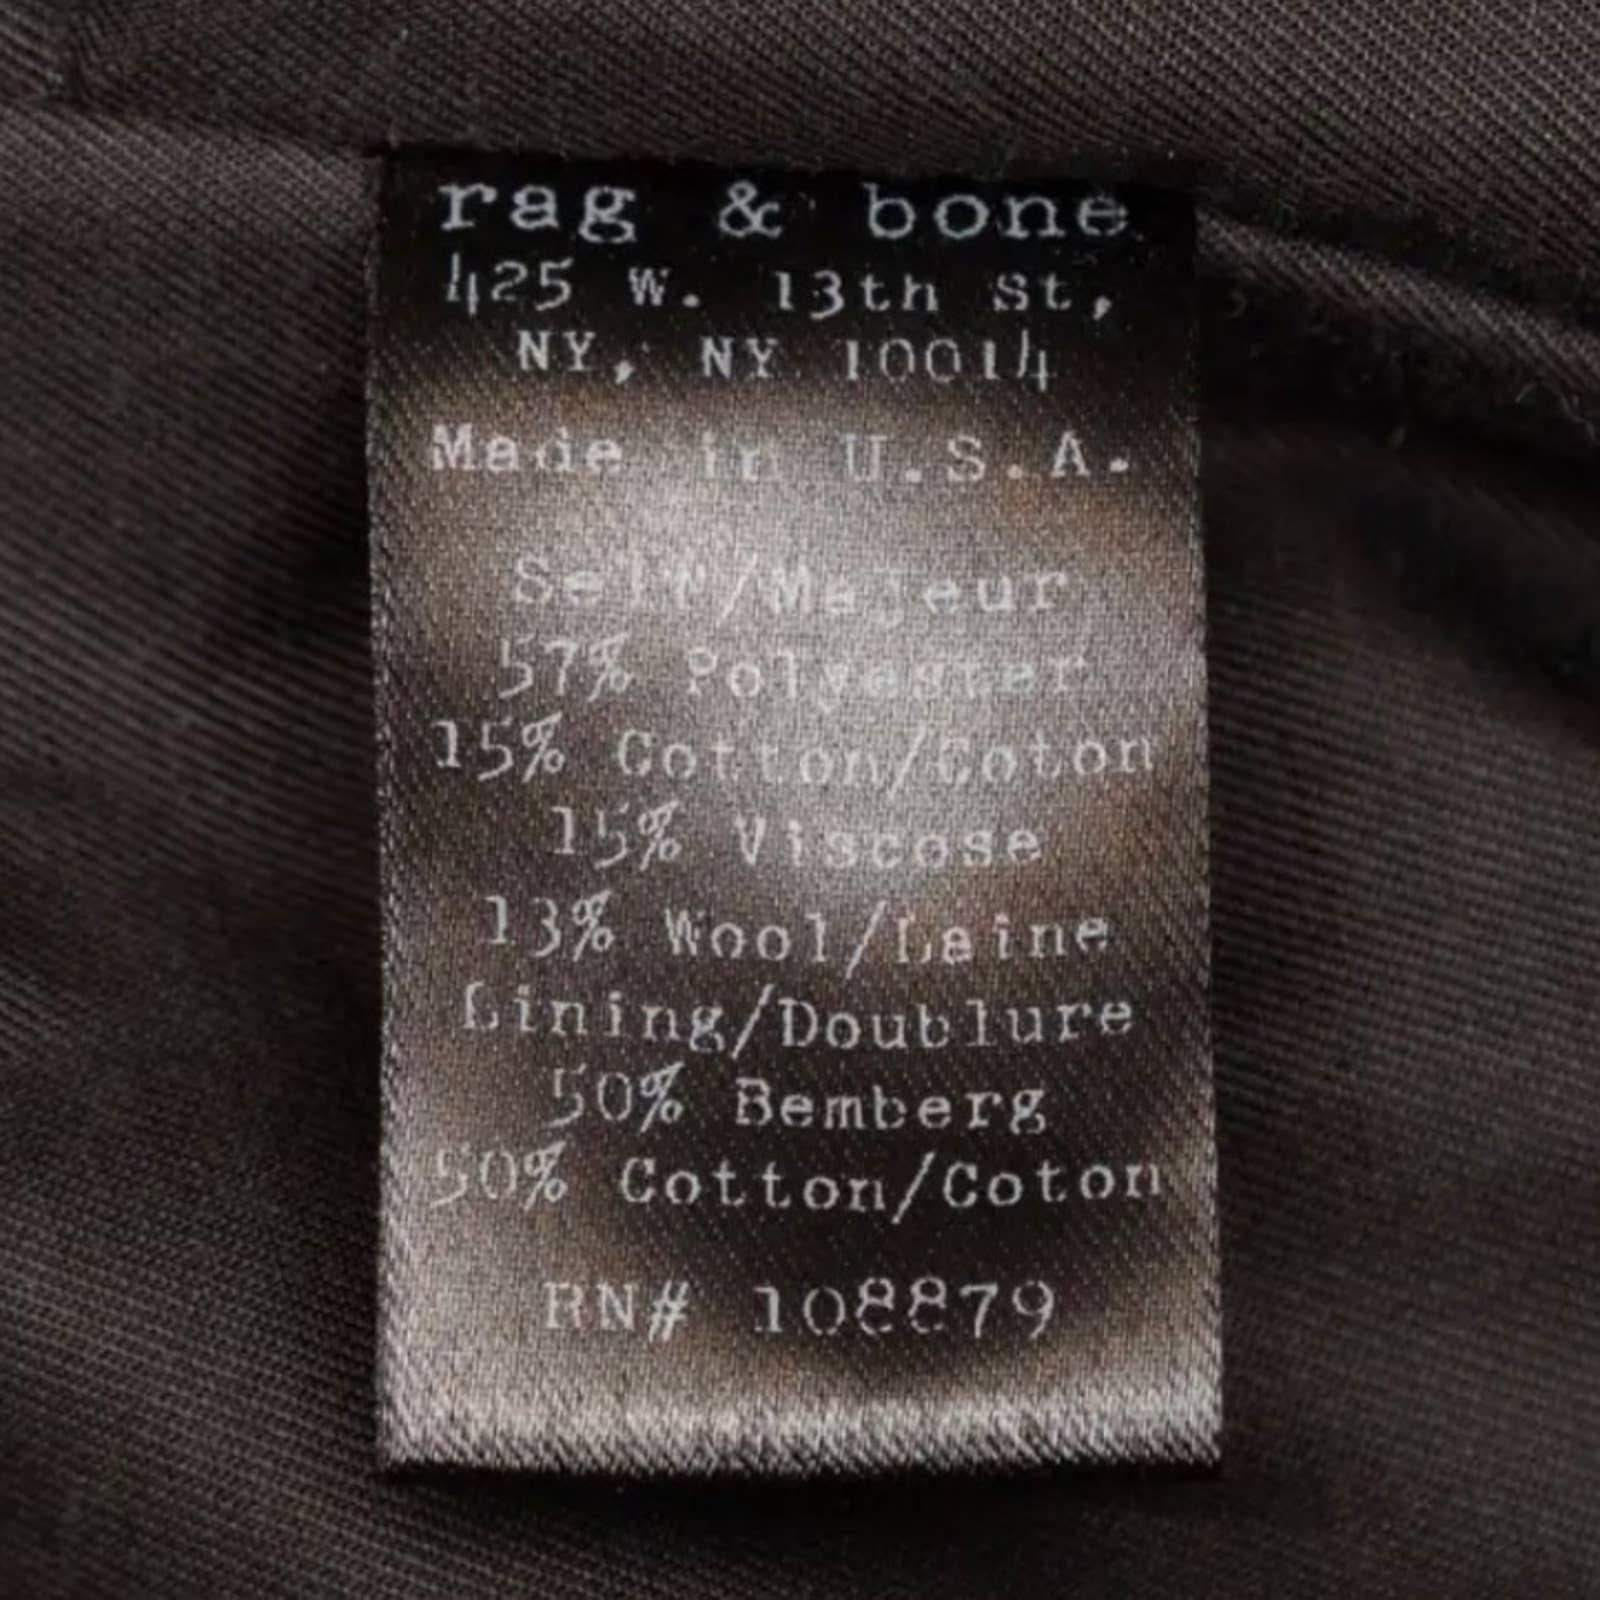 rag & bone
425 W. 13th St,
NY, NY 10014
Made in U.S.A.
Self/Majeur
57% Polyester
15% Cotton/Coton
15% Viscose
13% Wool/Laine
Lining/Doublure
50% Bemberg
50% Cotton/Coton
RN# 108879